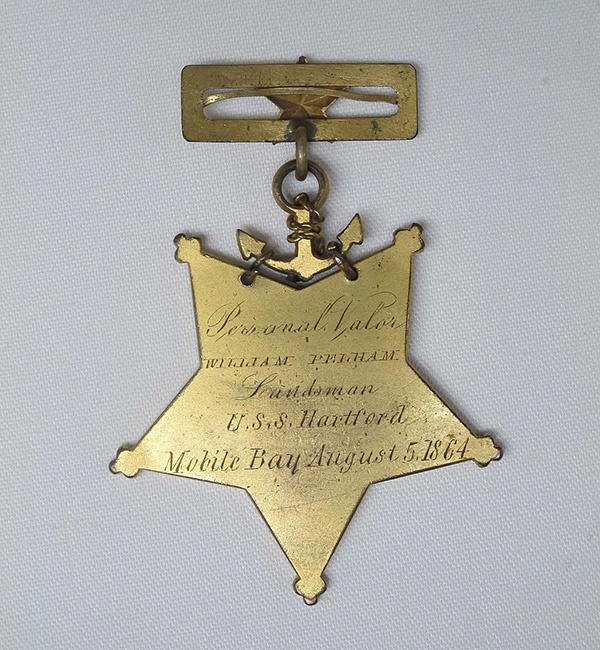 Personal Valor
WILLIAM PELHAM
Landsman
U.S.S. Hartford
Mobile Bay August 5. 1864